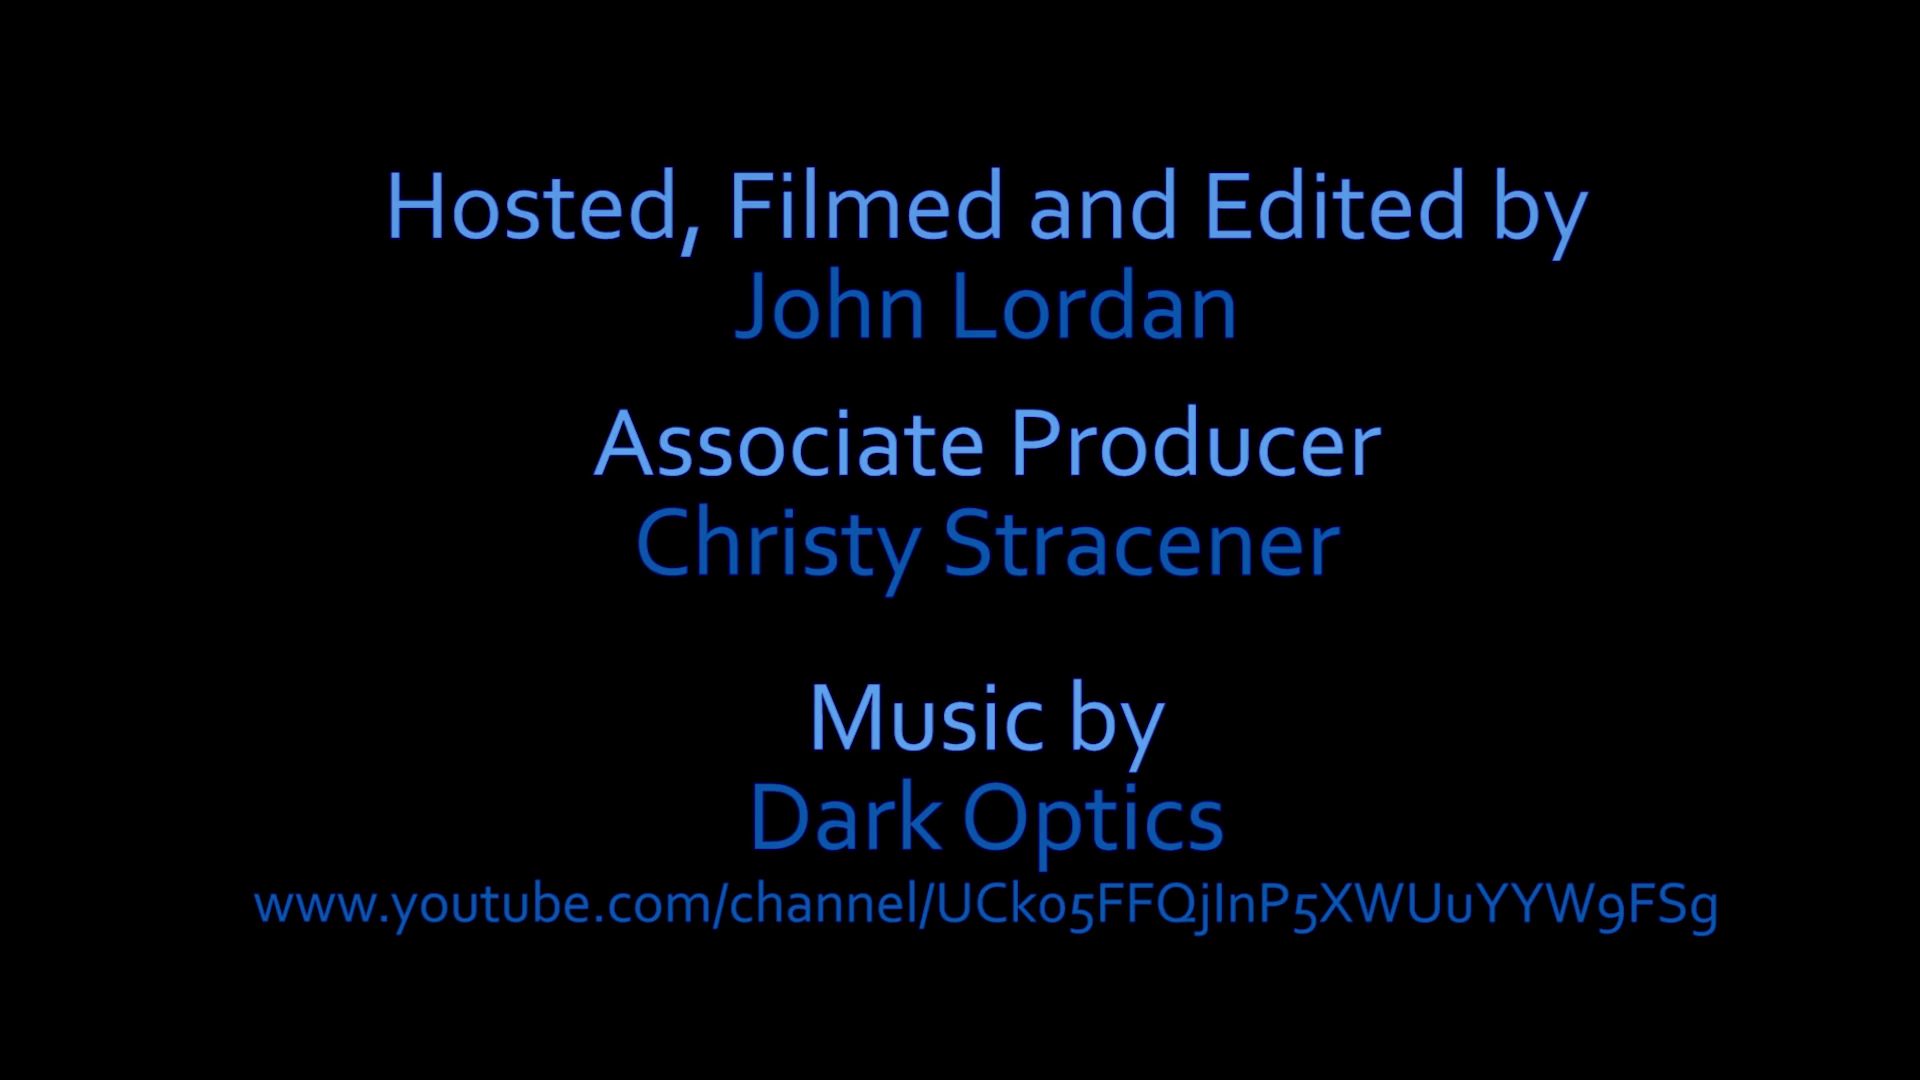 Hosted, Filmed and Edited by
John Lordan
Associate Producer
Christy Stracener
Music by
Dark Optics
www.youtube.com/channel/UCko5FFQjInP5XWUuYYW9FSg